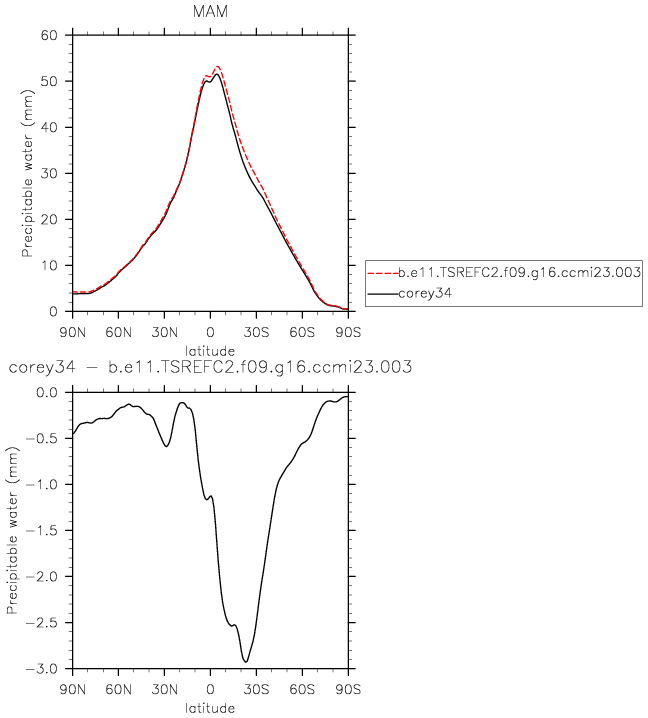 MAM
60
50
40
30
20
10
0
Precipitable water (mm)
90N 60N 30N 0 30S 60S 90S
latitude
b.e11.TSREFC2.f09.g16.ccmi23.003
corey34
corey34 − b.e11.TSREFC2.f09.g16.ccmi23.003
0.0
−0.5
−1.0
−1.5
−2.0
−2.5
−3.0
Precipitable water (mm)
90N 60N 30N 0 30S 60S 90S
latitude